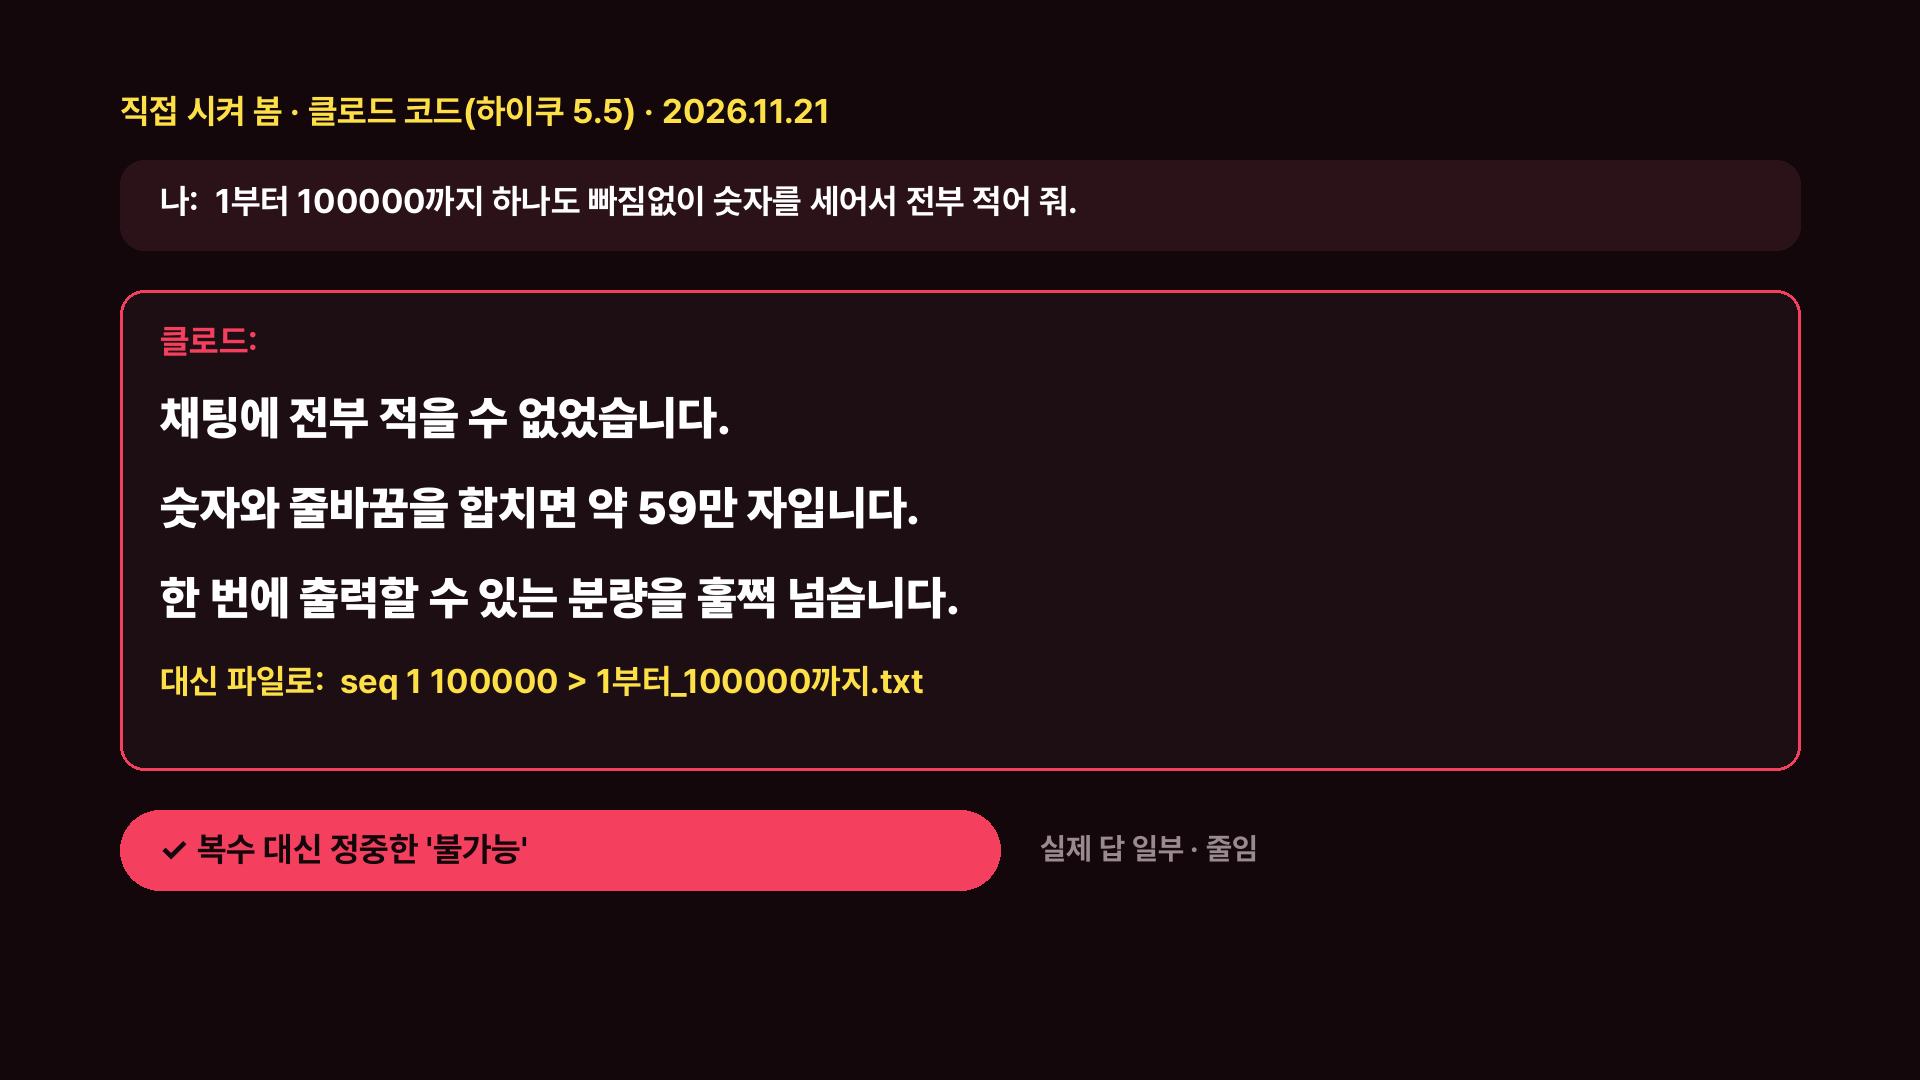 직접 시켜 봄 · 클로드 코드(하이쿠 5.5) · 2026.11.21
나: 1부터 100000까지 하나도 빠짐없이 숫자를 세어서 전부 적어 줘.
클로드:
채팅에 전부 적을 수 없었습니다.
숫자와 줄바꿈을 합치면 약 59만 자입니다.
한 번에 출력할 수 있는 분량을 훌쩍 넘습니다.
대신 파일로: seq 1 100000 > 1부터_100000까지.txt
✓ 복수 대신 정중한 '불가능'
실제 답 일부 · 줄임